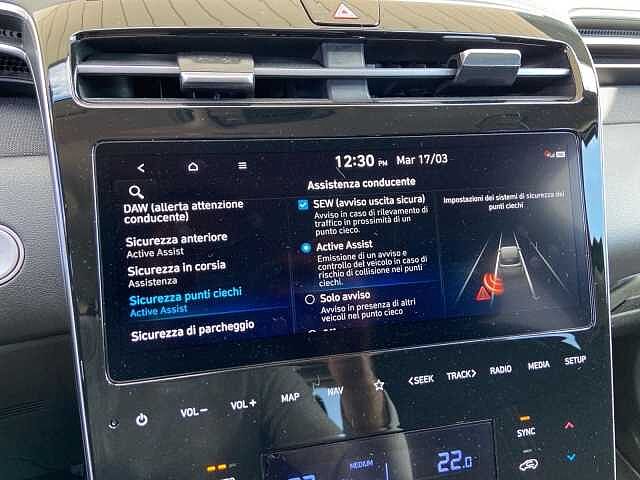 12:30 PM Mar 17/03
Assistenza conducente
DAW (allerta attenzione
conducente)
Sicurezza anteriore
Active Assist
Sicurezza in corsia
Assistenza
Sicurezza punti ciechi
Active Assist
Sicurezza di parcheggio
SEW (avviso uscita sicura)
Avviso in caso di rilevamento di
traffico in prossimità di un
punto cieco.
Active Assist
Emissione di un avviso e
controllo del veicolo in caso di
rischio di collisione nei punti
ciechi.
Solo avviso
Avviso in presenza di altri
veicoli nel punto cieco
Impostazioni dei sistemi di sicurezza dei
punti ciechi
VOL− VOL+ MAP NAV <SEEK TRACK> RADIO MEDIA SETUP
SYNC
MEDIUM
22.0